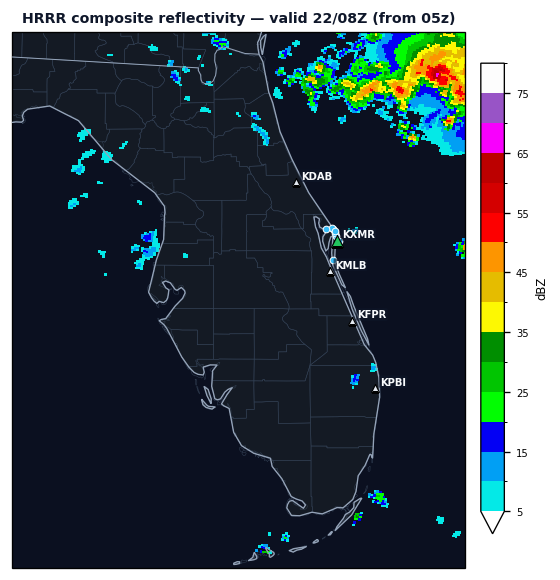 HRRR composite reflectivity — valid 22/08Z (from 05z)
KDAB
KXMR
KMLB
KFPR
KPBI
75
65
55
45
35
25
15
5
dBZ